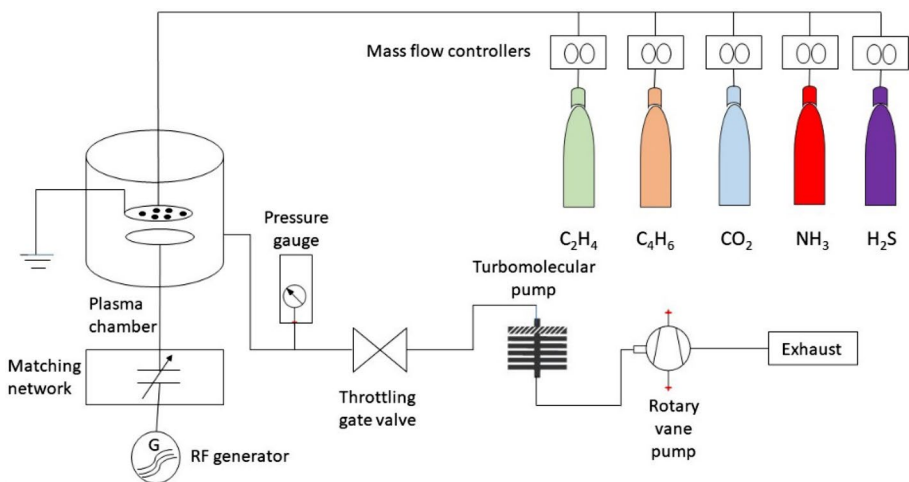 Mass flow controllers
C₂H₄
C₄H₆
CO₂
NH₃
H₂S
Pressure
gauge
Turbomolecular
pump
Plasma
chamber
Matching
network
Throttling
gate valve
Exhaust
Rotary
vane
pump
G
RF generator